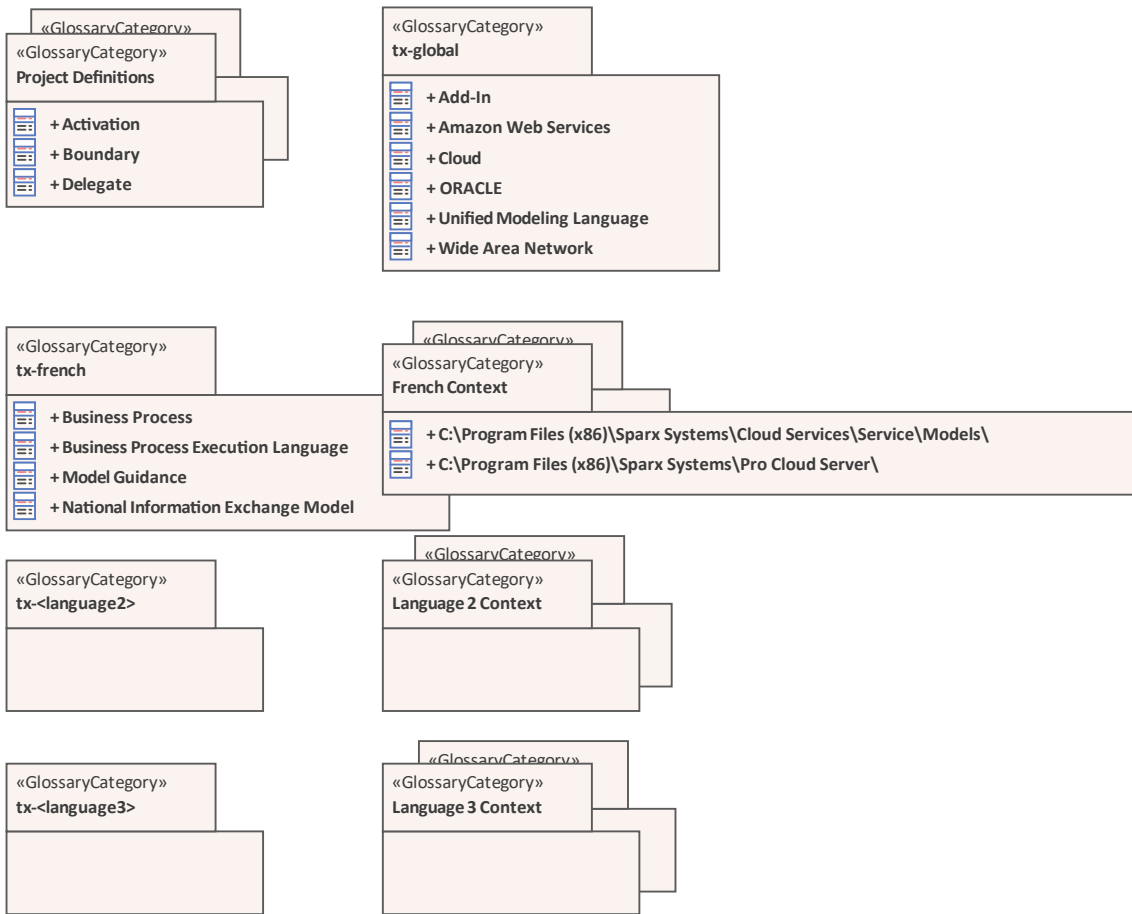 «GlossaryCategory»
«GlossaryCategory»
Project Definitions
+ Activation
+ Boundary
+ Delegate
«GlossaryCategory»
tx-global
+ Add-In
+ Amazon Web Services
+ Cloud
+ ORACLE
+ Unified Modeling Language
+ Wide Area Network
«GlossaryCategory»
tx-french
+ Business Process
+ Business Process Execution Language
+ Model Guidance
+ National Information Exchange Model
«GlossaryCategory»
«GlossaryCategory»
French Context
+ C:\Program Files (x86)\Sparx Systems\Cloud Services\Service\Models\
+ C:\Program Files (x86)\Sparx Systems\Pro Cloud Server\
«GlossaryCategory»
tx-<language2>
«GlossaryCategory»
«GlossaryCategory»
Language 2 Context
«GlossaryCategory»
tx-<language3>
«GlossaryCategory»
«GlossaryCategory»
Language 3 Context